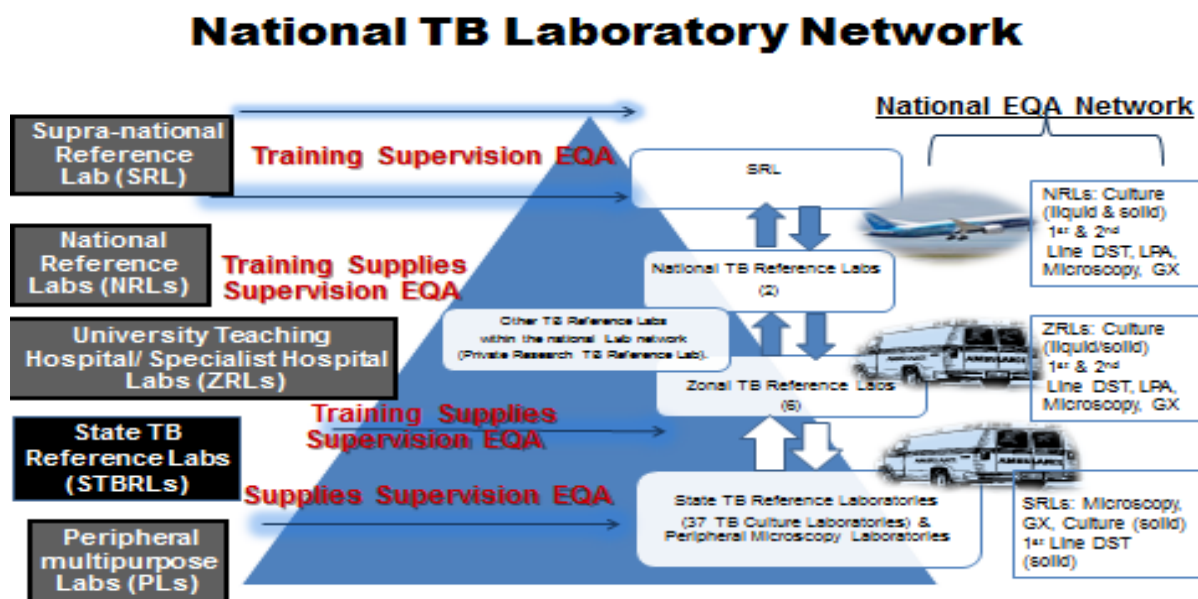 National TB Laboratory Network
National EQA Network
Supra-national
Reference
Lab (SRL)
Training Supervision EQA
SRL
NRLs: Culture
(liquid & solid)
1st & 2nd
Line DST, LPA,
Microscopy, GX
National
Reference
Labs (NRLs)
Training Supplies
Supervision EQA
National TB Reference Labs
(2)
University Teaching
Hospital/ Specialist Hospital
Labs (ZRLs)
Other TB Reference Labs
within the national Lab network
(Private Research TB Reference Lab).
AMBULANCE
ZRLs: Culture
(liquid/solid)
1st & 2nd
Line DST, LPA,
Microscopy, GX
Zonal TB Reference Labs
(6)
State TB
Reference Labs
(STBRLs)
Training Supplies
Supervision EQA
AMBULANCE
Supplies Supervision EQA
State TB Reference Laboratories
(37 TB Culture Laboratories) &
Peripheral Microscopy Laboratories
SRLs: Microscopy,
GX, Culture (solid)
1st Line DST
(solid)
Peripheral
multipurpose
Labs (PLs)